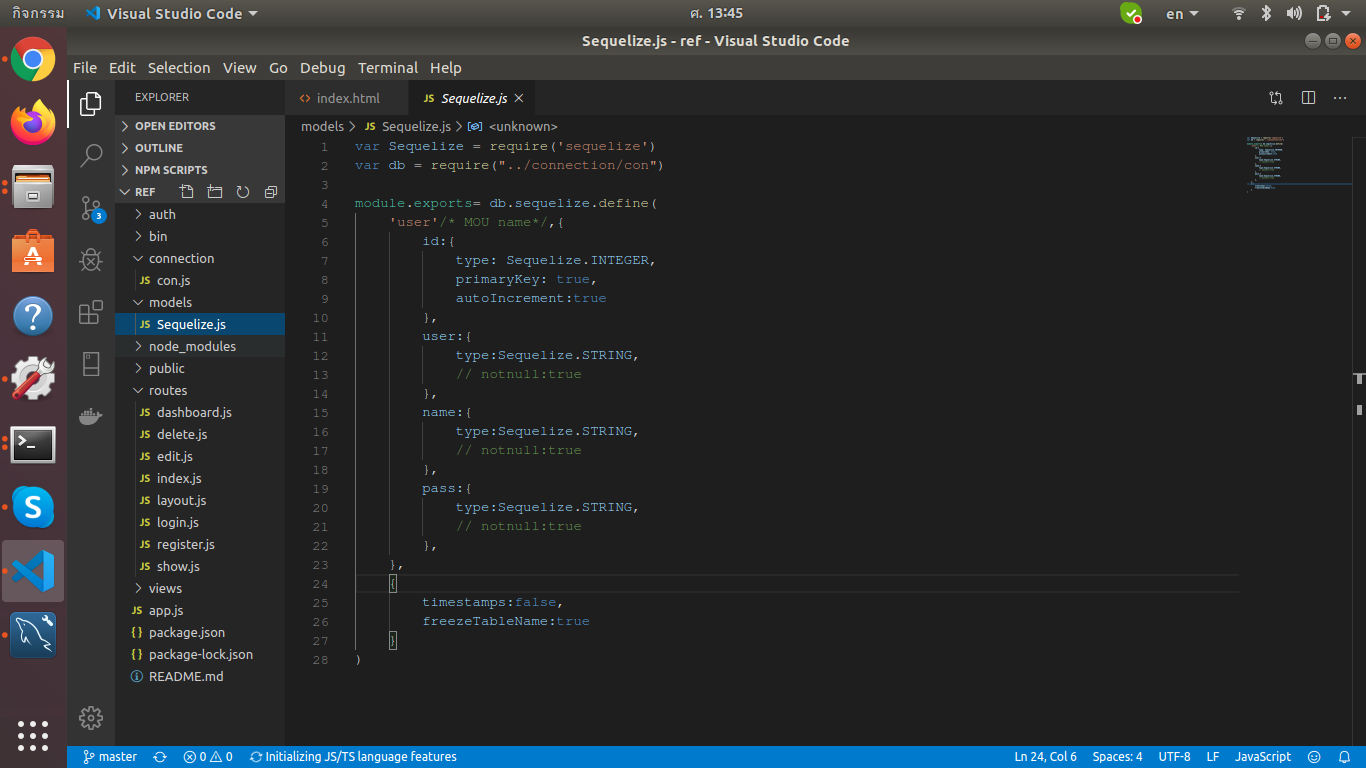 กิจกรรม
Visual Studio Code
ศ. 13:45
en
Sequelize.js - ref - Visual Studio Code
File Edit Selection View Go Debug Terminal Help
EXPLORER
OPEN EDITORS
OUTLINE
NPM SCRIPTS
REF
auth
bin
connection
JS con.js
models
JS Sequelize.js
node_modules
public
routes
JS dashboard.js
JS delete.js
JS edit.js
JS index.js
JS layout.js
JS login.js
JS register.js
JS show.js
views
JS app.js
{} package.json
{} package-lock.json
README.md
3
<> index.html
JS Sequelize.js ×
models > JS Sequelize.js > <unknown>
1 var Sequelize = require('sequelize')
2 var db = require("../connection/con")
3
4 module.exports= db.sequelize.define(
5 'user'/* MOU name*/,{
6 id:{
7 type: Sequelize.INTEGER,
8 primaryKey: true,
9 autoIncrement:true
10 },
11 user:{
12 type:Sequelize.STRING,
13 // notnull:true
14 },
15 name:{
16 type:Sequelize.STRING,
17 // notnull:true
18 },
19 pass:{
20 type:Sequelize.STRING,
21 // notnull:true
22 },
23 },
24 {
25 timestamps:false,
26 freezeTableName:true
27 }
28 )
master
0 0
Initializing JS/TS language features
Ln 24, Col 6
Spaces: 4
UTF-8
LF
JavaScript